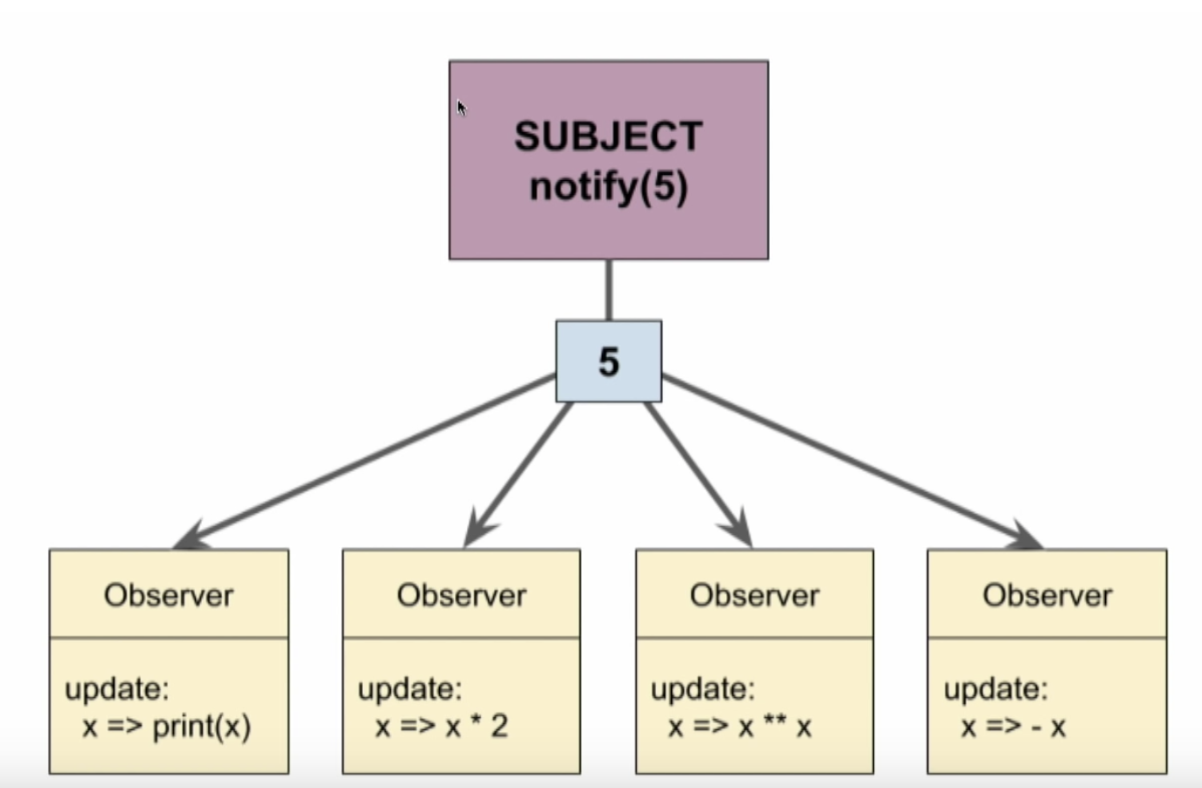 SUBJECT
notify(5)
5
Observer
update:
x => print(x)
Observer
update:
x => x * 2
Observer
update:
x => x ** x
Observer
update:
x => - x